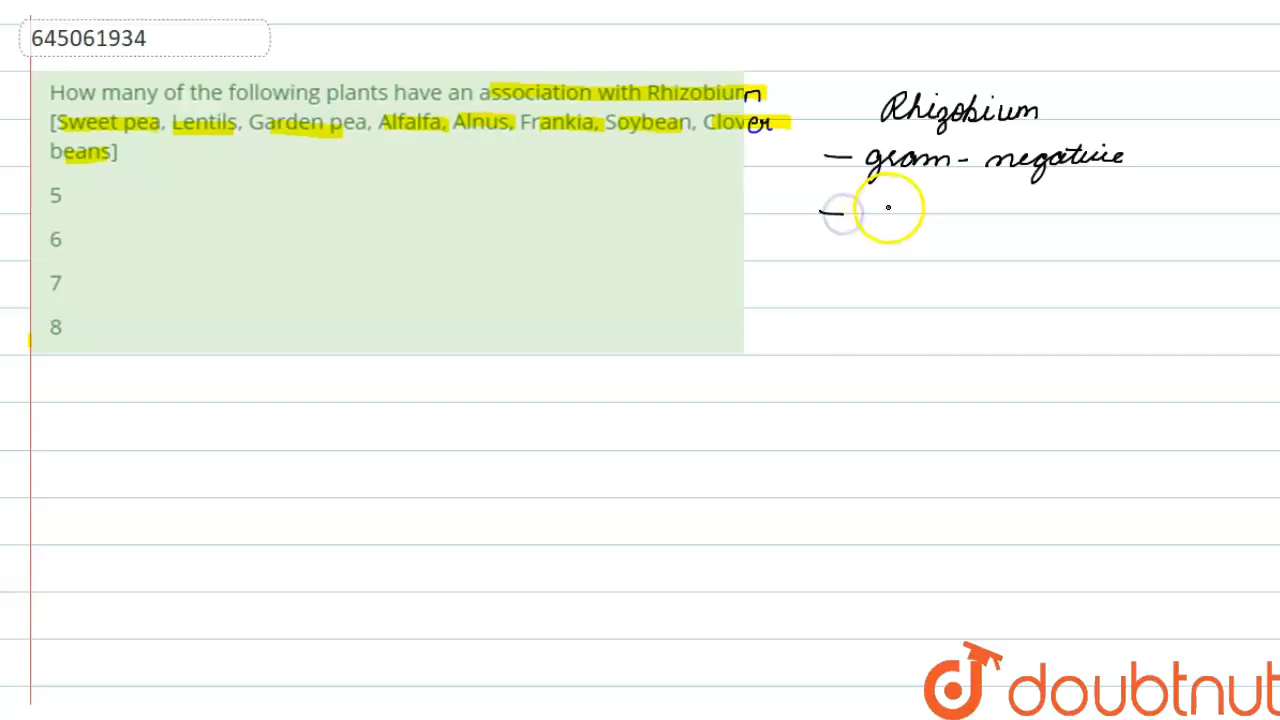 645061934
How many of the following plants have an association with Rhizobium
[Sweet pea, Lentils, Garden pea, Alfalfa, Alnus, Frankia, Soybean, Clover
beans]
5
6
7
8
Rhizobium
- gram - negative
-
doubtnut